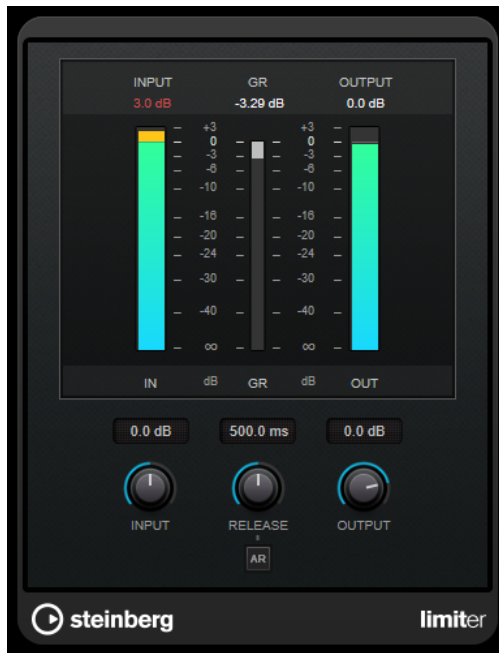 INPUT GR OUTPUT
3.0 dB -3.29 dB 0.0 dB
+3 +3
0 0
-3 -3
-6 -6
-10 -10
-16 -16
-20 -20
-24 -24
-30 -30
-40 -40
∞ ∞
IN dB GR dB OUT
0.0 dB 500.0 ms 0.0 dB
INPUT RELEASE OUTPUT
AR
steinberg limiter